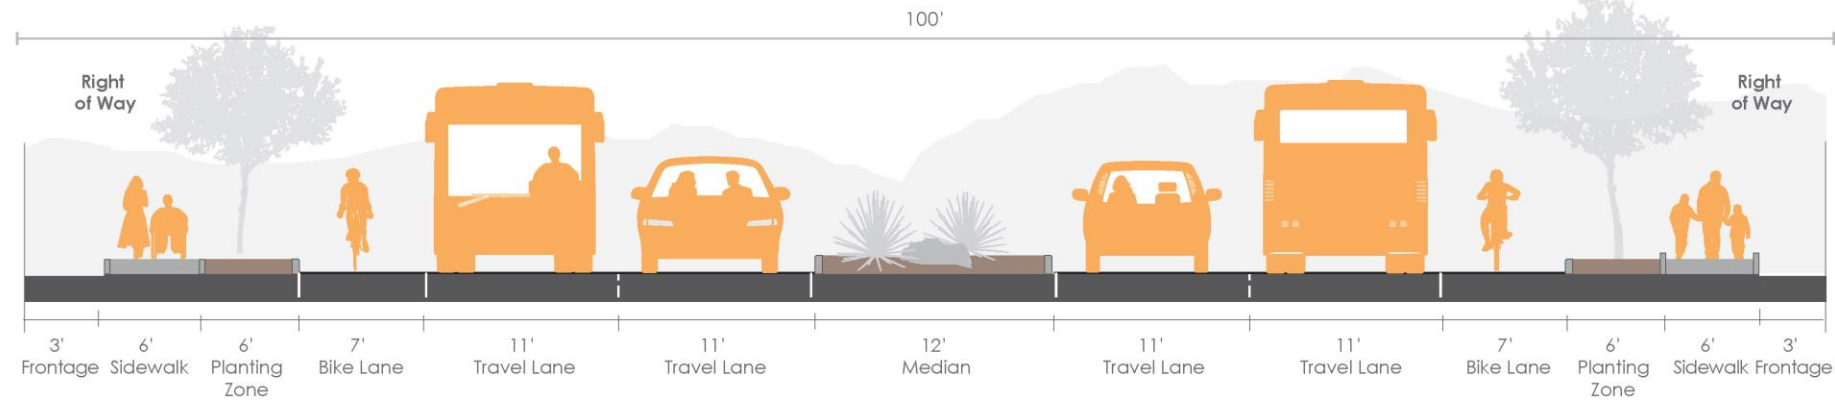 100'
Right
of Way
Right
of Way
3'
Frontage
6'
Sidewalk
6'
Planting
Zone
7'
Bike Lane
11'
Travel Lane
11'
Travel Lane
12'
Median
11'
Travel Lane
11'
Travel Lane
7'
Bike Lane
6'
Planting
Zone
6'
Sidewalk
3'
Frontage